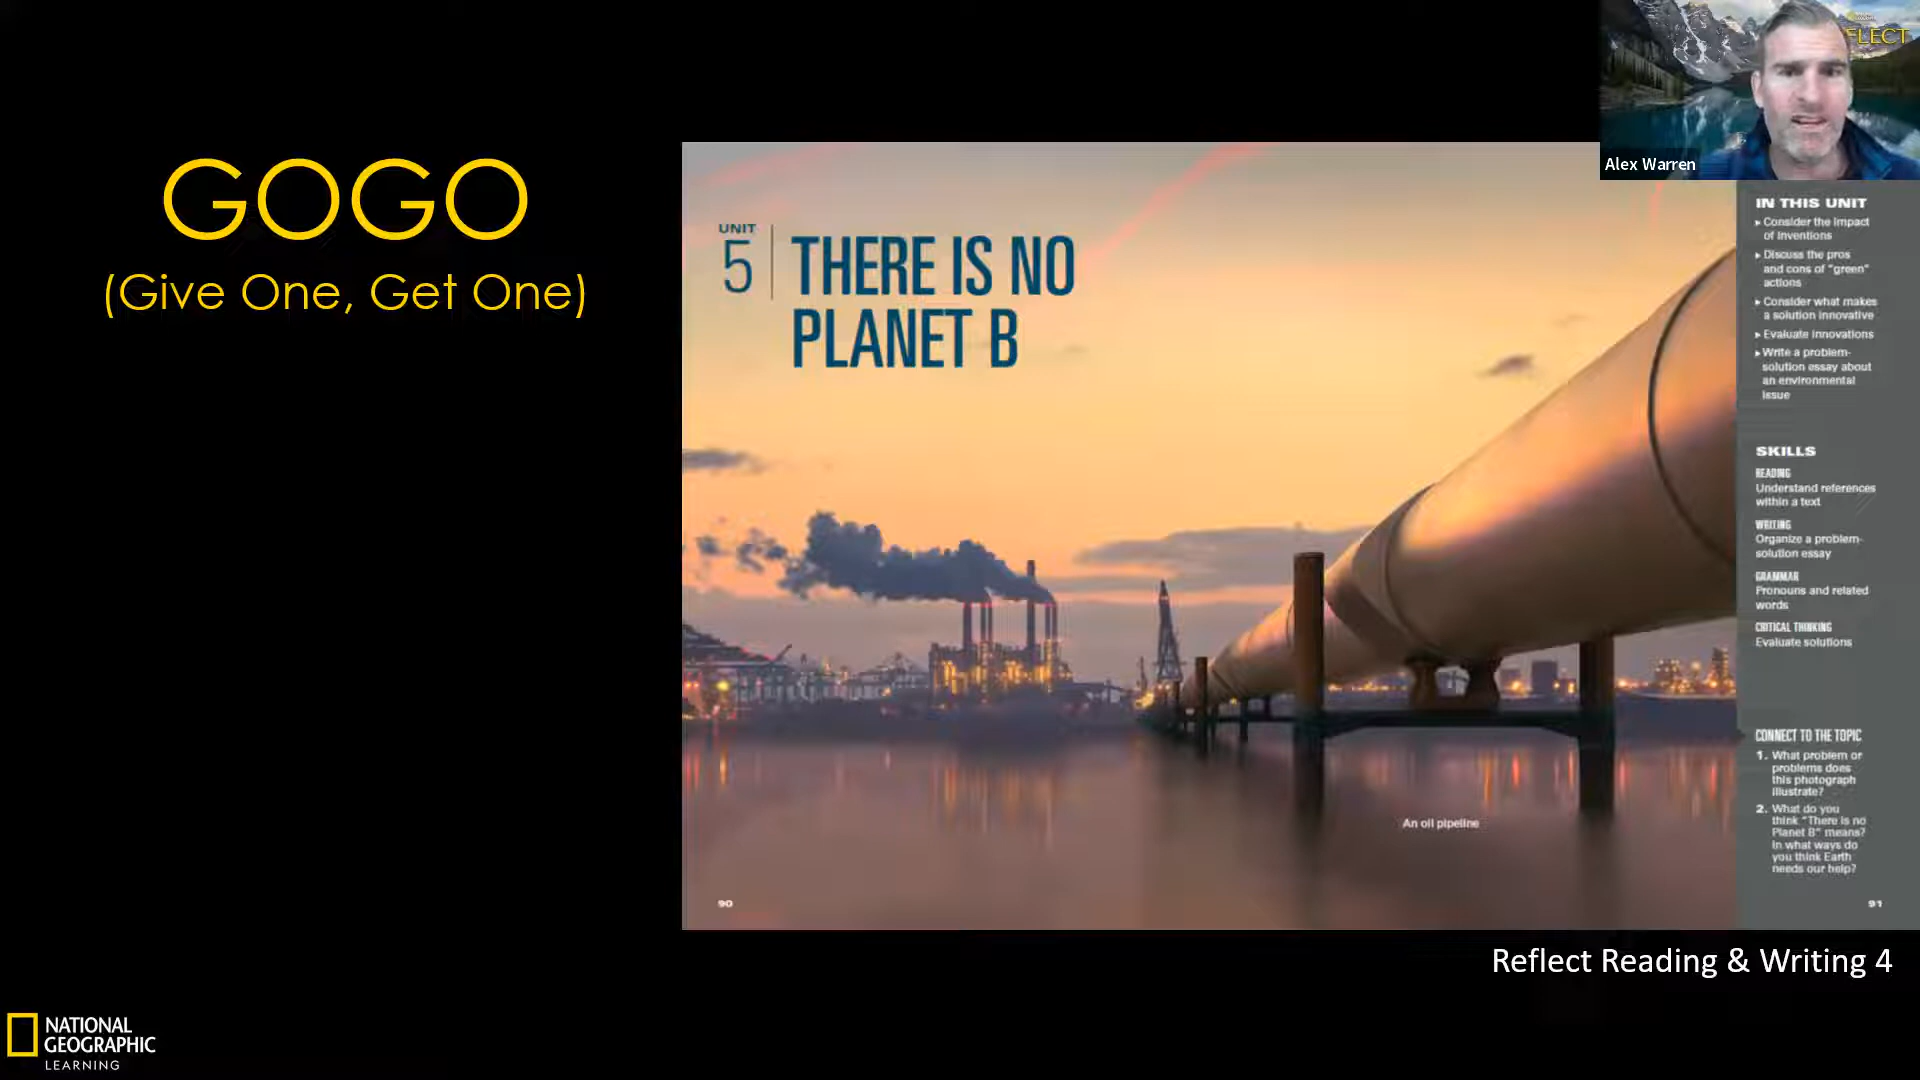 GOGO
(Give One, Get One)
UNIT
5
THERE IS NO
PLANET B
FLECT
Alex Warren
IN THIS UNIT
▸ Consider the impact
of inventions
▸ Discuss the pros
and cons of "green"
actions
▸ Consider what makes
a solution innovative
▸ Evaluate innovations
▸ Write a problem-
solution essay about
an environmental
issue
SKILLS
READING
Understand references
within a text
WRITING
Organize a problem-
solution essay
GRAMMAR
Pronouns and related
words
CRITICAL THINKING
Evaluate solutions
CONNECT TO THE TOPIC
1. What problem or
problems does
this photograph
illustrate?
2. What do you
think "There is no
Planet B" means?
In what ways do
you think Earth
needs our help?
An oil pipeline
90
91
Reflect Reading & Writing 4
NATIONAL
GEOGRAPHIC
LEARNING